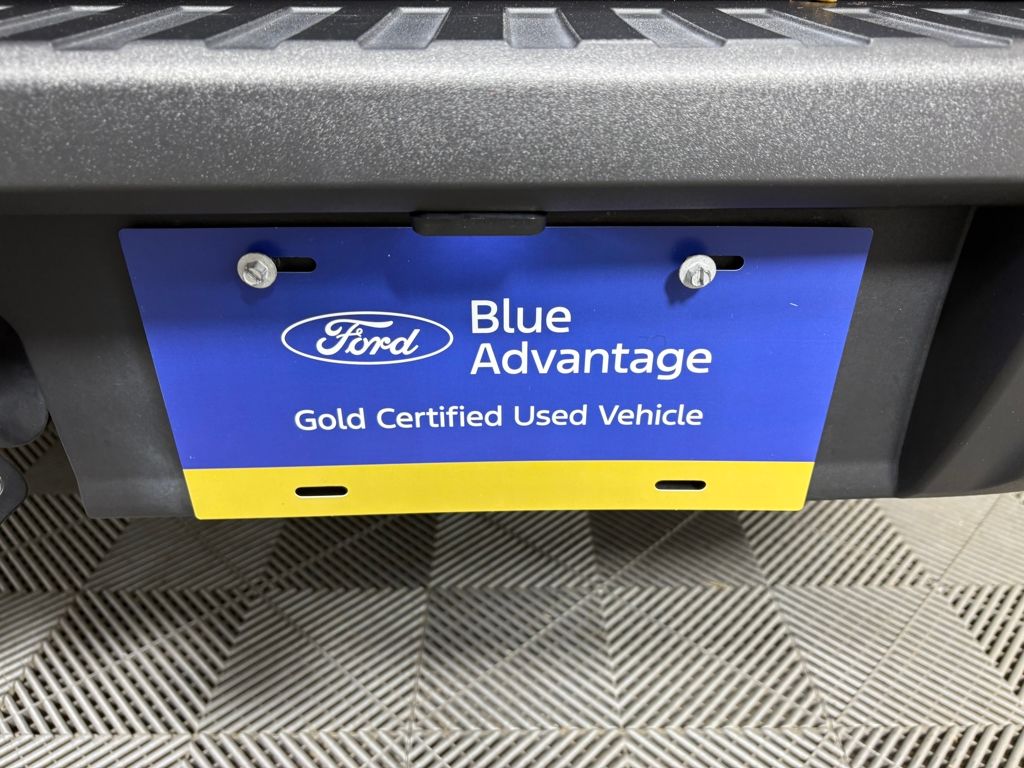 Ford
Blue
Advantage
Gold Certified Used Vehicle